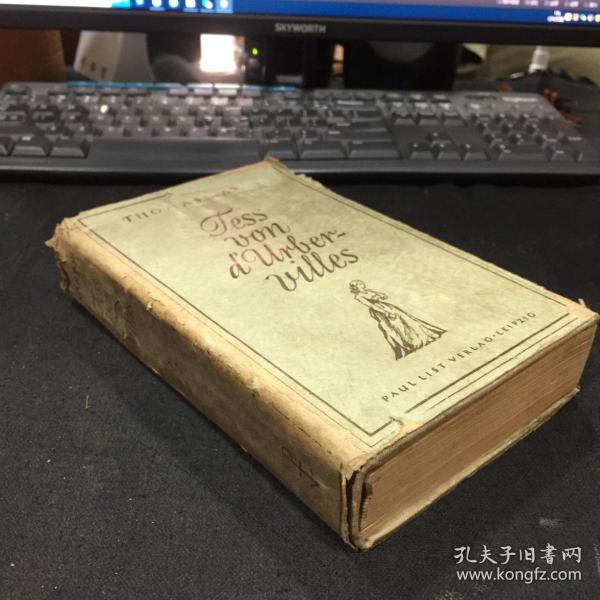 SKYWORTH
Tess
von
d'Urber-
villes
PAUL LIST VERLAG·LEIPZIG
孔夫子旧书网
www.kongfz.com